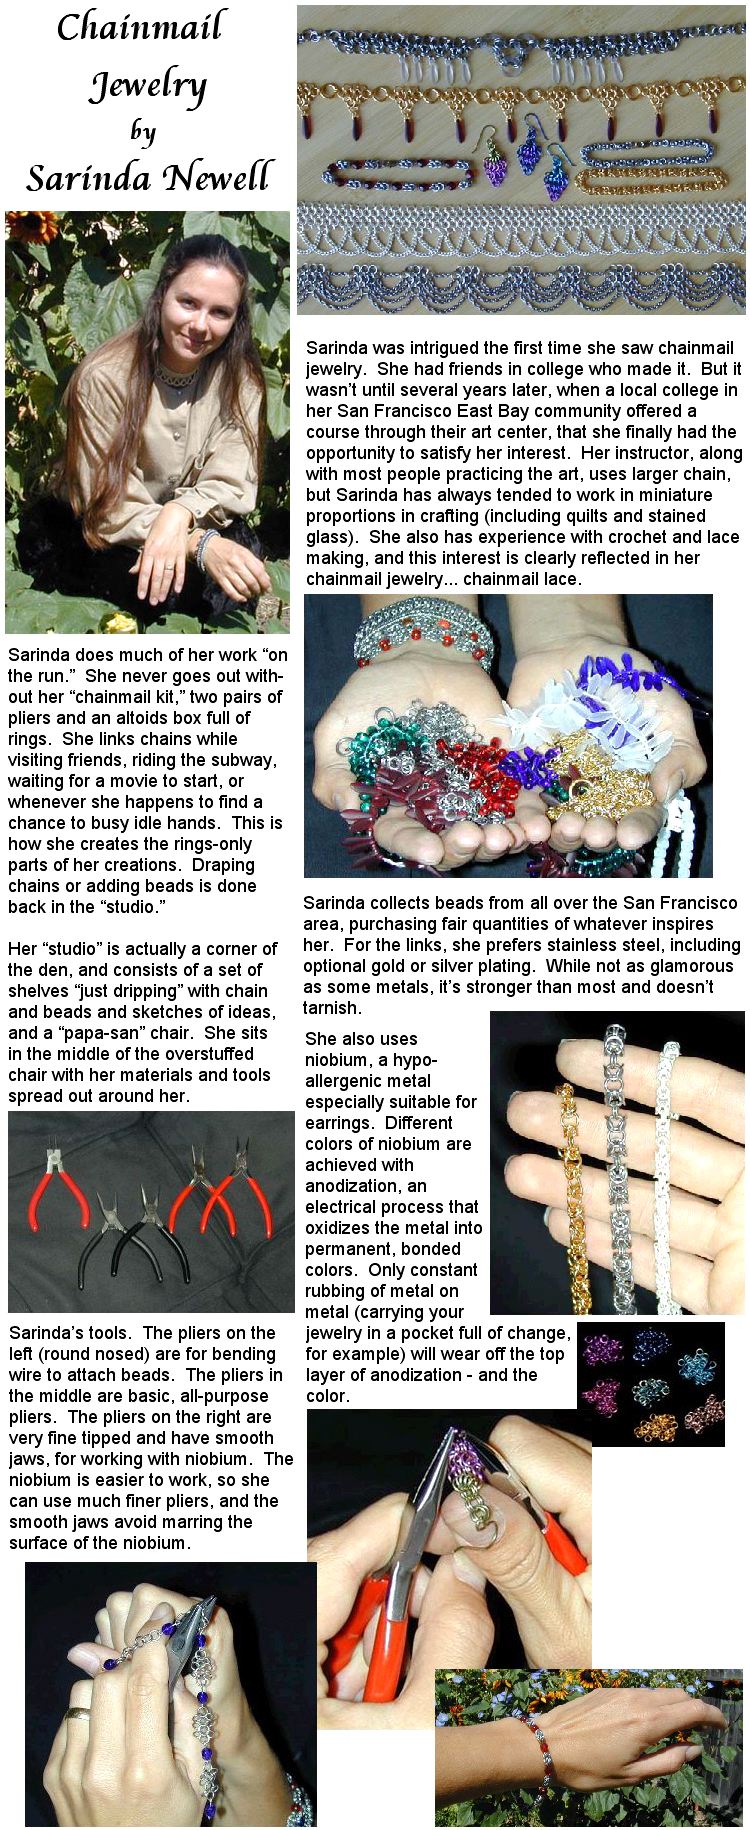 Chainmail
Jewelry
by
Sarinda Newell
Sarinda was intrigued the first time she saw chainmail
jewelry.  She had friends in college who made it.  But it
wasn't until several years later, when a local college in
her San Francisco East Bay community offered a
course through their art center, that she finally had the
opportunity to satisfy her interest.  Her instructor, along
with most people practicing the art, uses larger chain,
but Sarinda has always tended to work in miniature
proportions in crafting (including quilts and stained
glass).  She also has experience with crochet and lace
making, and this interest is clearly reflected in her
chainmail jewelry... chainmail lace.
Sarinda does much of her work “on
the run.”  She never goes out with-
out her “chainmail kit,” two pairs of
pliers and an altoids box full of
rings.  She links chains while
visiting friends, riding the subway,
waiting for a movie to start, or
whenever she happens to find a
chance to busy idle hands.  This is
how she creates the rings-only
parts of her creations.  Draping
chains or adding beads is done
back in the “studio.”
Her “studio” is actually a corner of
the den, and consists of a set of
shelves “just dripping” with chain
and beads and sketches of ideas,
and a “papa-san” chair.  She sits
in the middle of the overstuffed
chair with her materials and tools
spread out around her.
Sarinda collects beads from all over the San Francisco
area, purchasing fair quantities of whatever inspires
her.  For the links, she prefers stainless steel, including
optional gold or silver plating.  While not as glamorous
as some metals, it's stronger than most and doesn't
tarnish.
She also uses
niobium, a hypo-
allergenic metal
especially suitable for
earrings.  Different
colors of niobium are
achieved with
anodization, an
electrical process that
oxidizes the metal into
permanent, bonded
colors.  Only constant
rubbing of metal on
metal (carrying your
jewelry in a pocket full of change,
for example) will wear off the top
layer of anodization - and the
color.
Sarinda's tools.  The pliers on the
left (round nosed) are for bending
wire to attach beads.  The pliers in
the middle are basic, all-purpose
pliers.  The pliers on the right are
very fine tipped and have smooth
jaws, for working with niobium.  The
niobium is easier to work, so she
can use much finer pliers, and the
smooth jaws avoid marring the
surface of the niobium.